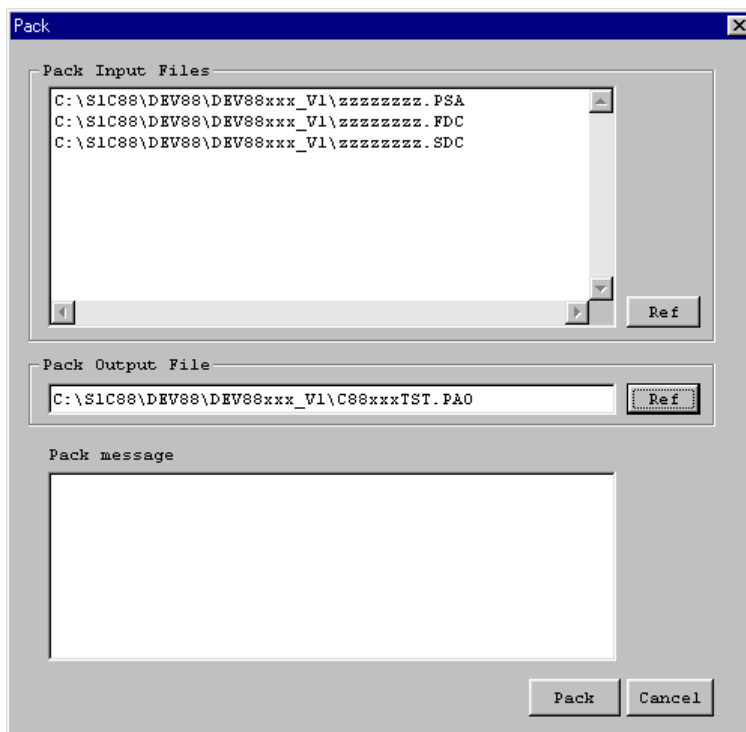 Pack
Pack Input Files
C:\S1C88\DEV88\DEV88xxx_V1\zzzzzzzz.PSA
C:\S1C88\DEV88\DEV88xxx_V1\zzzzzzzz.FDC
C:\S1C88\DEV88\DEV88xxx_V1\zzzzzzzz.SDC
Ref
Pack Output File
C:\S1C88\DEV88\DEV88xxx_V1\C88xxxTST.PA0
Ref
Pack message
Pack Cancel